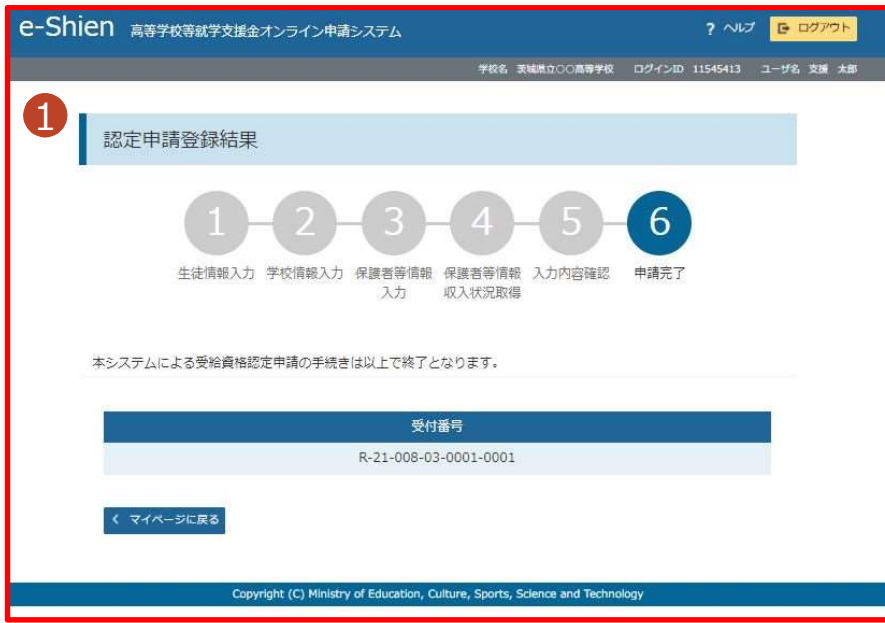 e-Shien 高等学校等就学支援金オンライン申請システム ? ヘルプ ログアウト
学校名 茨城県立〇〇高等学校 ログインID 11545413 ユーザ名 支援 太郎
1
認定申請登録結果
1 2 3 4 5 6
生徒情報入力 学校情報入力 保護者等情報 保護者等情報 入力内容確認 申請完了
入力 収入状況取得
本システムによる受給資格認定申請の手続きは以上で終了となります。
受付番号
R-21-008-03-0001-0001
マイページに戻る
Copyright (C) Ministry of Education, Culture, Sports, Science and Technology